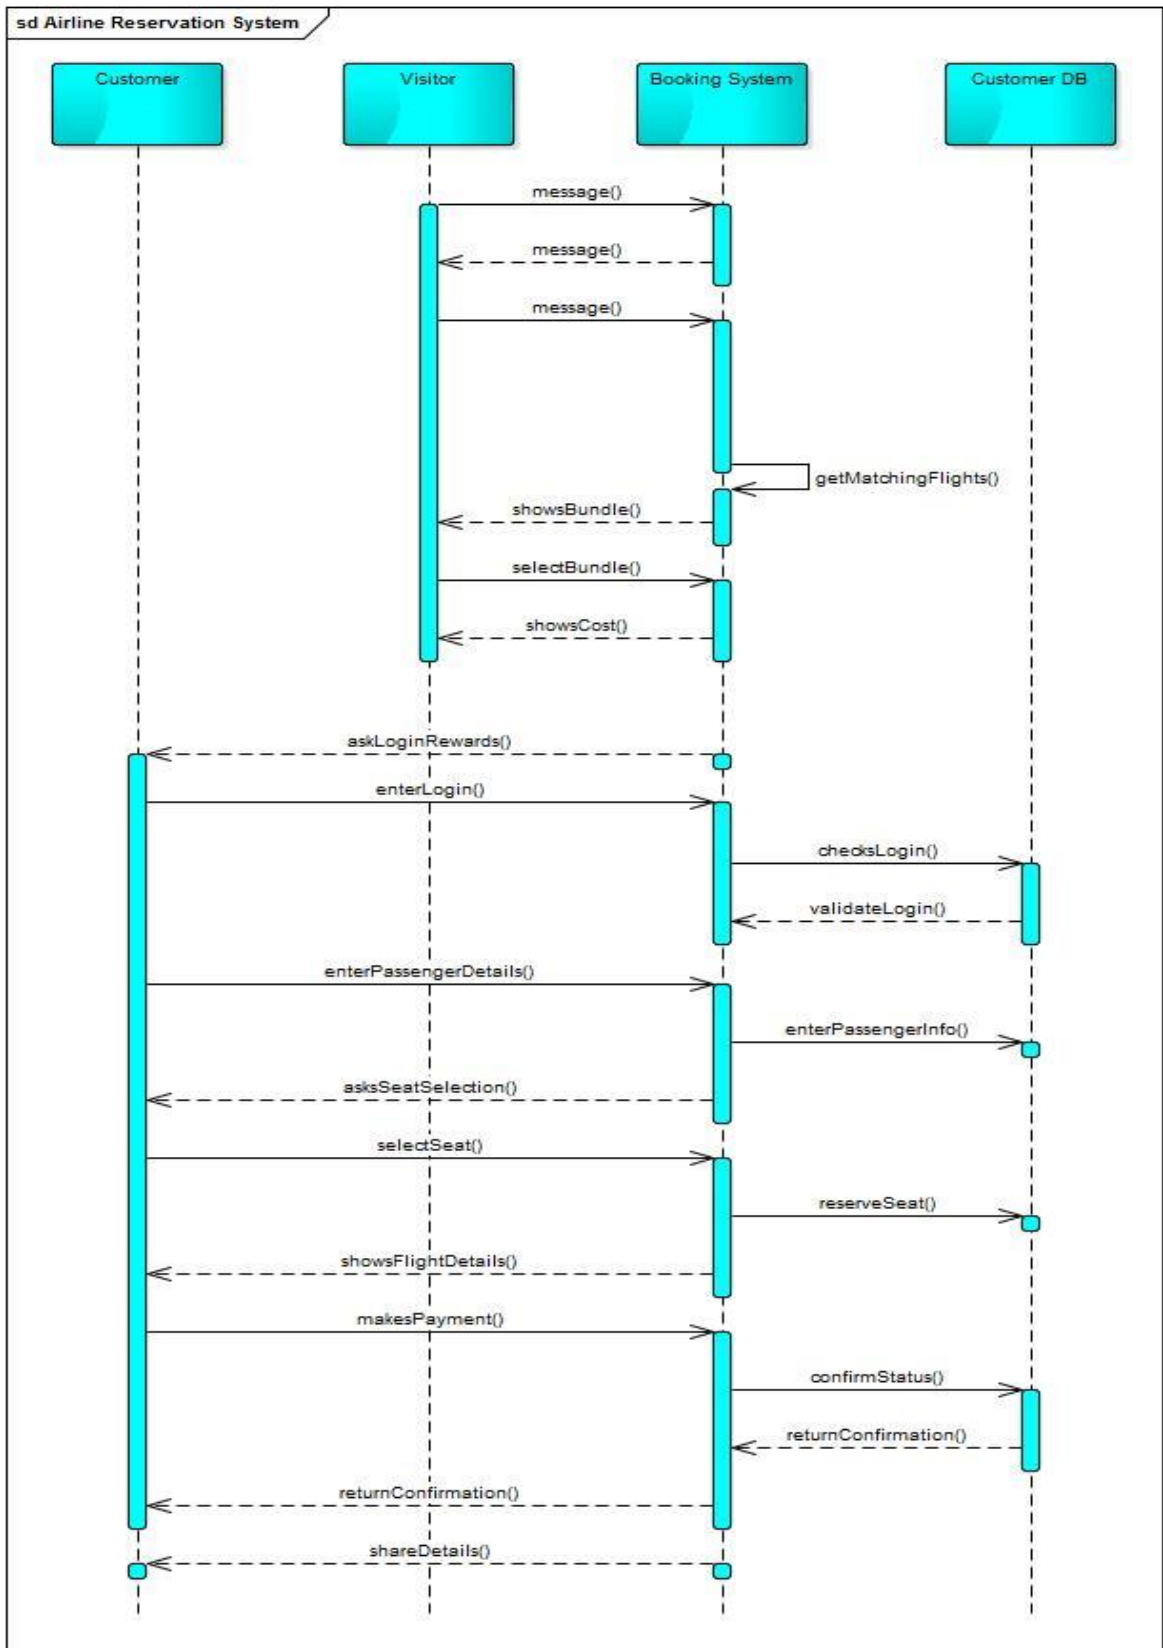 sd Airline Reservation System
Customer
Visitor
Booking System
Customer DB
message()
message()
message()
getMatchingFlights()
showsBundle()
selectBundle()
showsCost()
askLoginRewards()
enterLogin()
checksLogin()
validateLogin()
enterPassengerDetails()
enterPassengerInfo()
asksSeatSelection()
selectSeat()
reserveSeat()
showsFlightDetails()
makesPayment()
confirmStatus()
returnConfirmation()
returnConfirmation()
shareDetails()